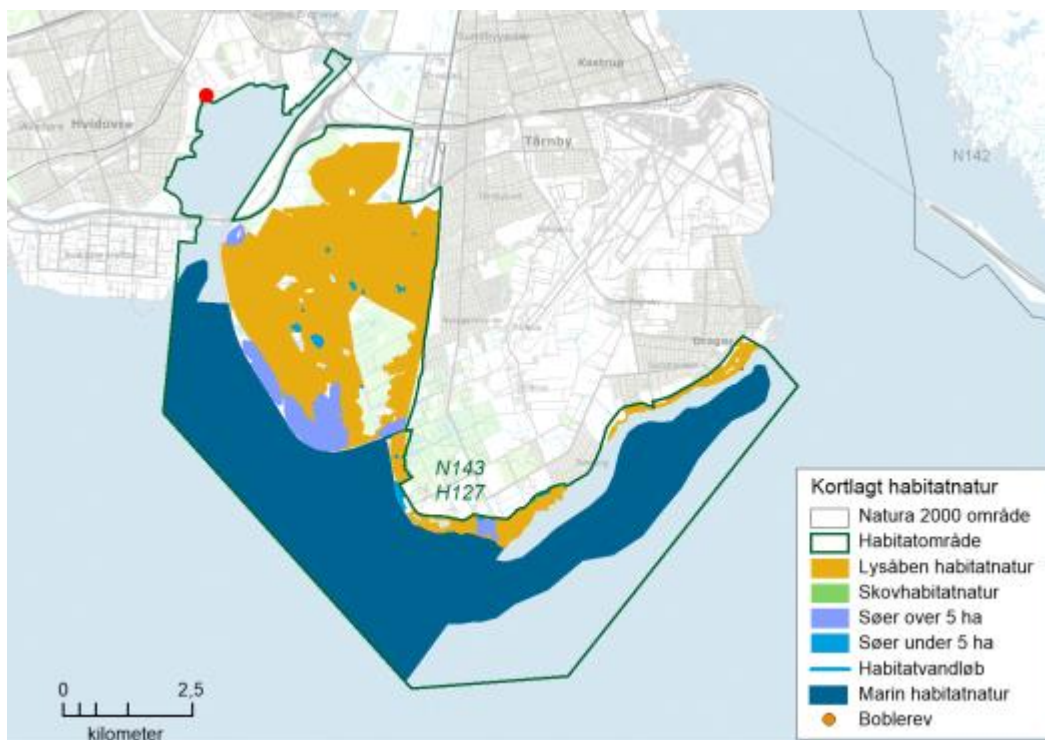 Sundbyøster
Kastrup
Hvidovre
Tårnby
N142
Dragør
N143
H127
Kortlagt habitatnatur
Natura 2000 område
Habitatområde
Lysåben habitatnatur
Skovhabitatnatur
Søer over 5 ha
Søer under 5 ha
Habitatvandløb
Marin habitatnatur
Boblerev
0 2,5
kilometer